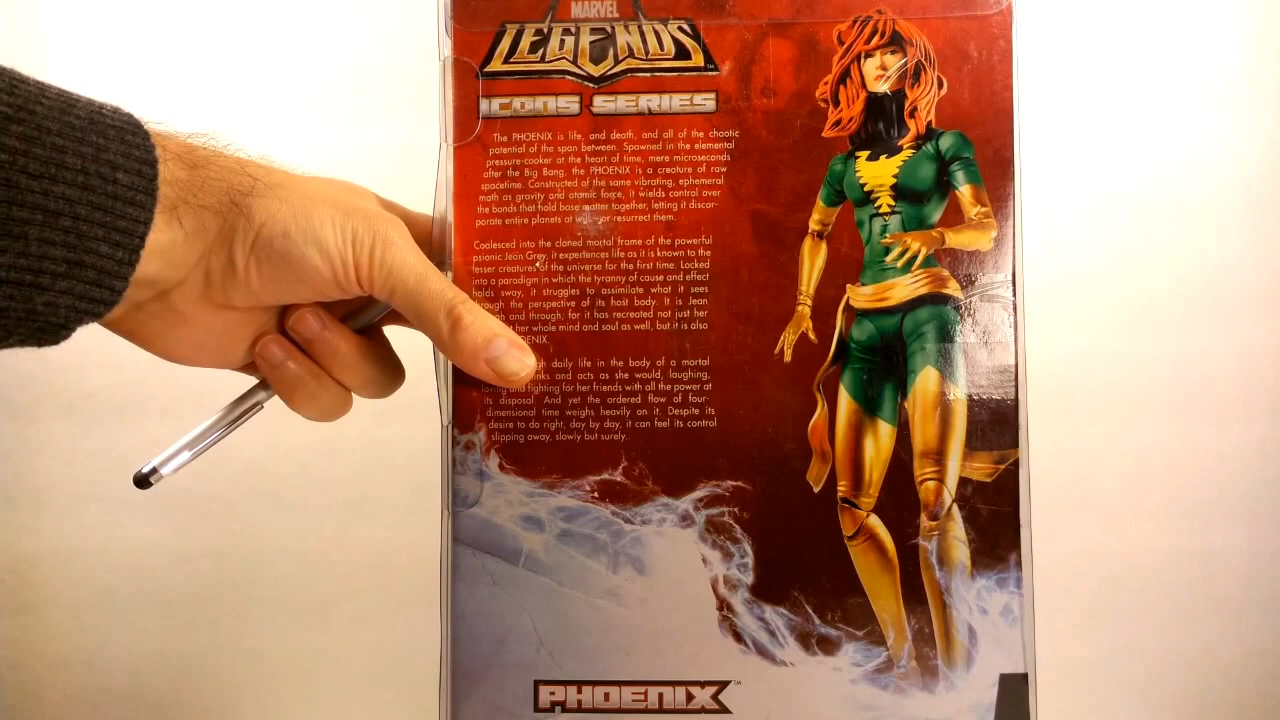 MARVEL
LEGENDS™
ICONS SERIES
The PHOENIX is life, and death, and all of the chaotic
potential of the span between. Spawned in the elemental
pressure-cooker at the heart of time, mere microseconds
after the Big Bang, the PHOENIX is a creature of raw
spacetime. Constructed of the same vibrating, ephemeral
math as gravity and atomic force, it wields control over
the bonds that hold base matter together, letting it discor-
porate entire planets at will or resurrect them.
Coalesced into the cloned mortal frame of the powerful
psionic Jean Grey, it experiences life as it is known to the
lesser creatures of the universe for the first time. Locked
into a paradigm in which the tyranny of cause and effect
holds sway, it struggles to assimilate what it sees
through the perspective of its host body. It is Jean
and through; for it has recreated not just her
her whole mind and soul as well, but it is also
daily life in the body of a mortal
and acts as she would, laughing,
loving and fighting for her friends with all the power at
its disposal. And yet the ordered flow of four-
dimensional time weighs heavily on it. Despite its
desire to do right, day by day, it can feel its control
slipping away, slowly but surely.
PHOENIX™